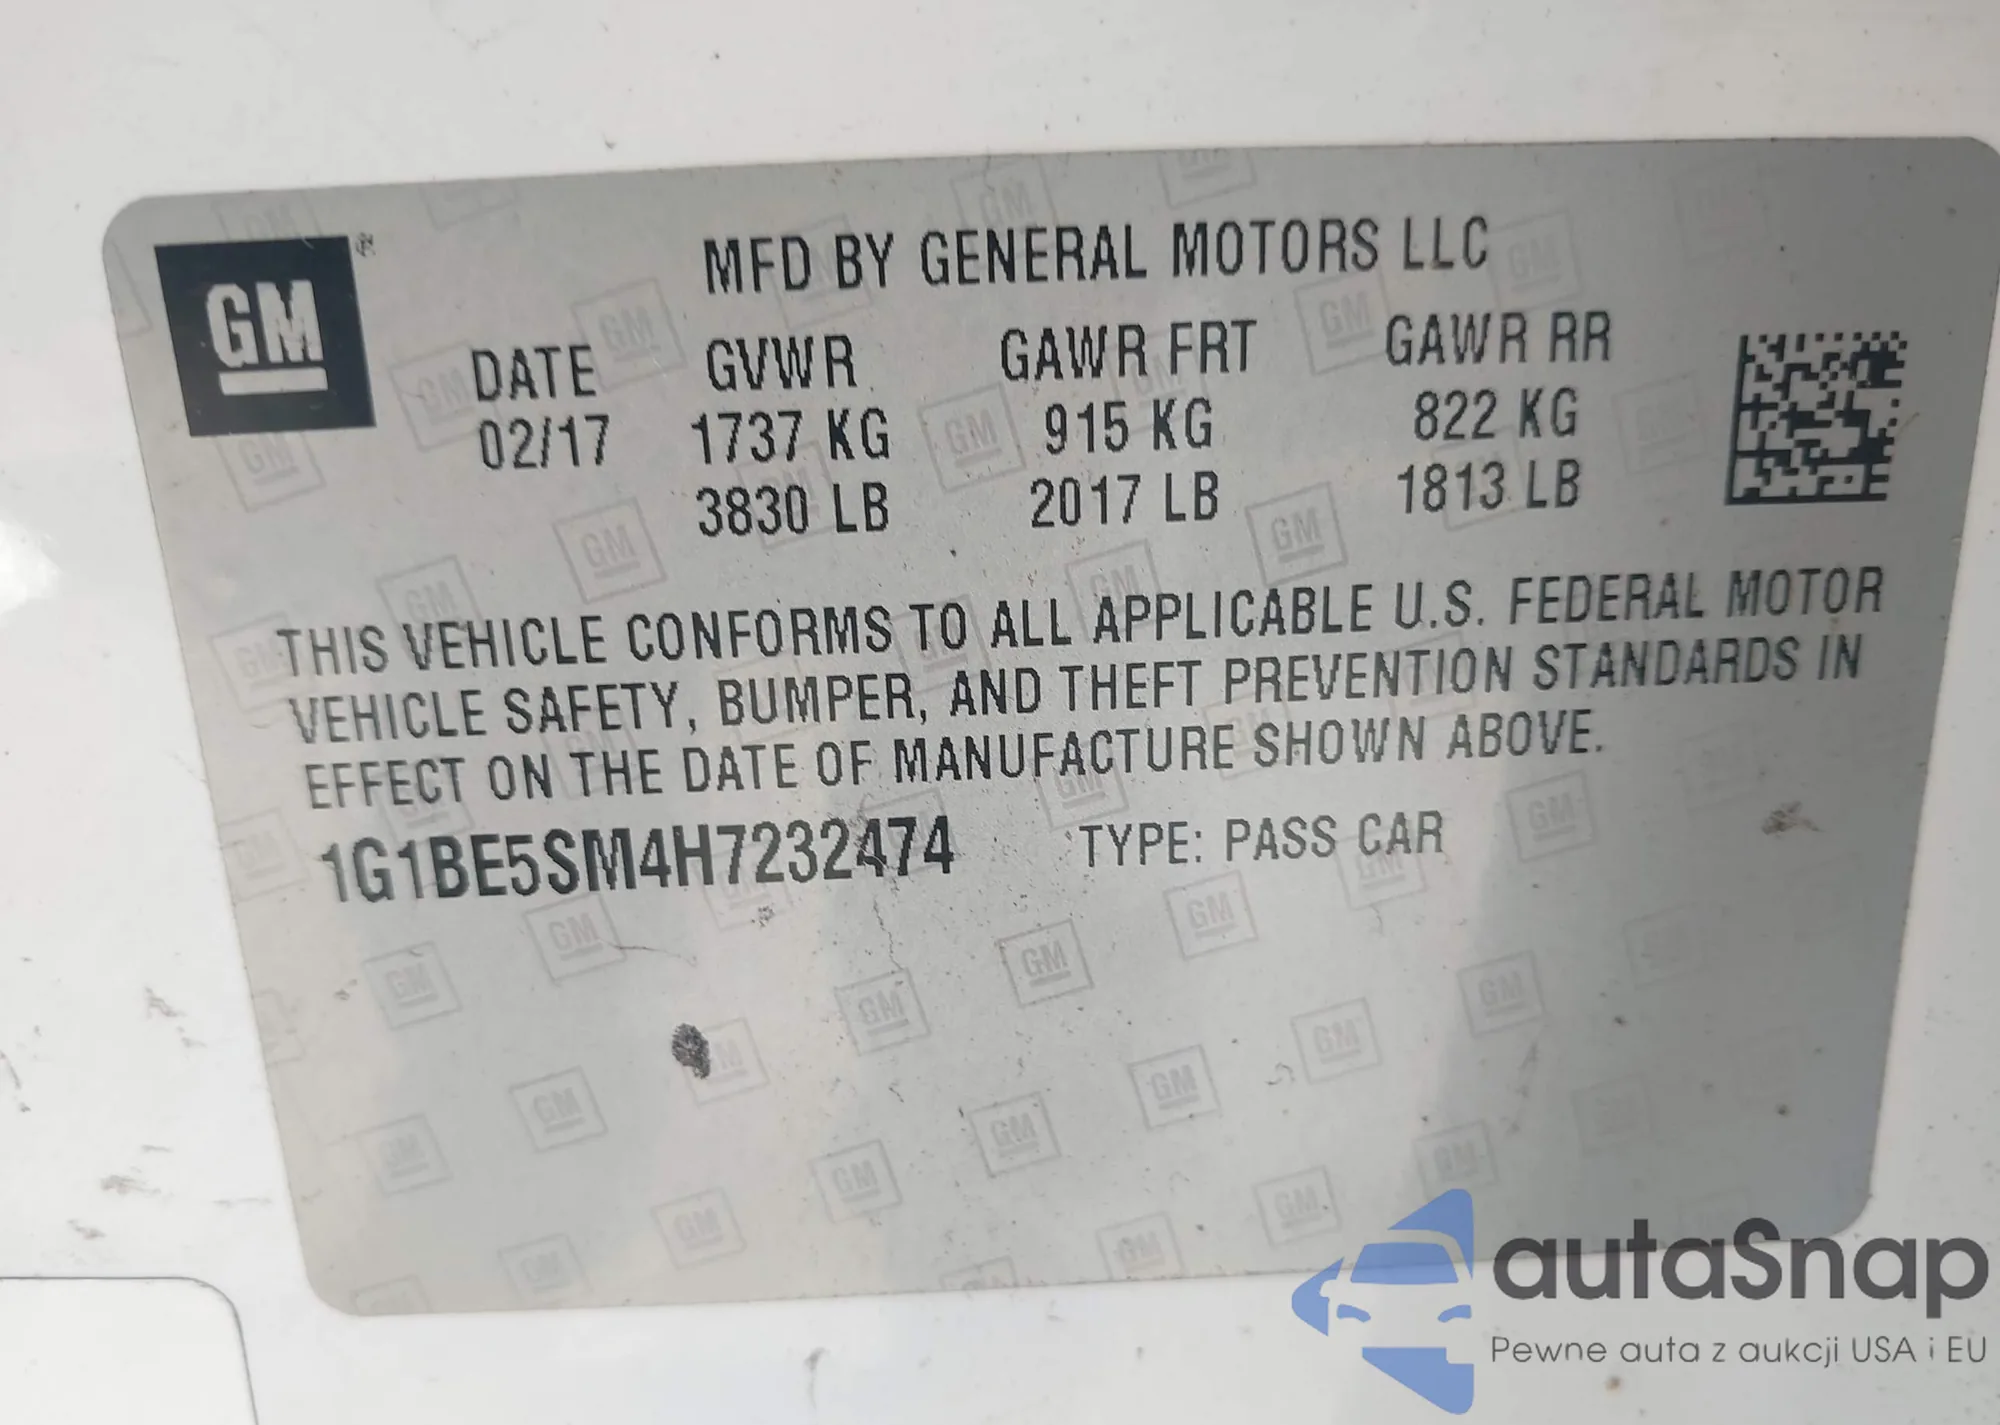 GM
MFD BY GENERAL MOTORS LLC
DATE GVWR GAWR FRT GAWR RR
02/17 1737 KG 915 KG 822 KG
3830 LB 2017 LB 1813 LB
THIS VEHICLE CONFORMS TO ALL APPLICABLE U.S. FEDERAL MOTOR
VEHICLE SAFETY, BUMPER, AND THEFT PREVENTION STANDARDS IN
EFFECT ON THE DATE OF MANUFACTURE SHOWN ABOVE.
1G1BE5SM4H7232474 TYPE: PASS CAR
autaSnap
Pewne auta z aukcji USA i EU